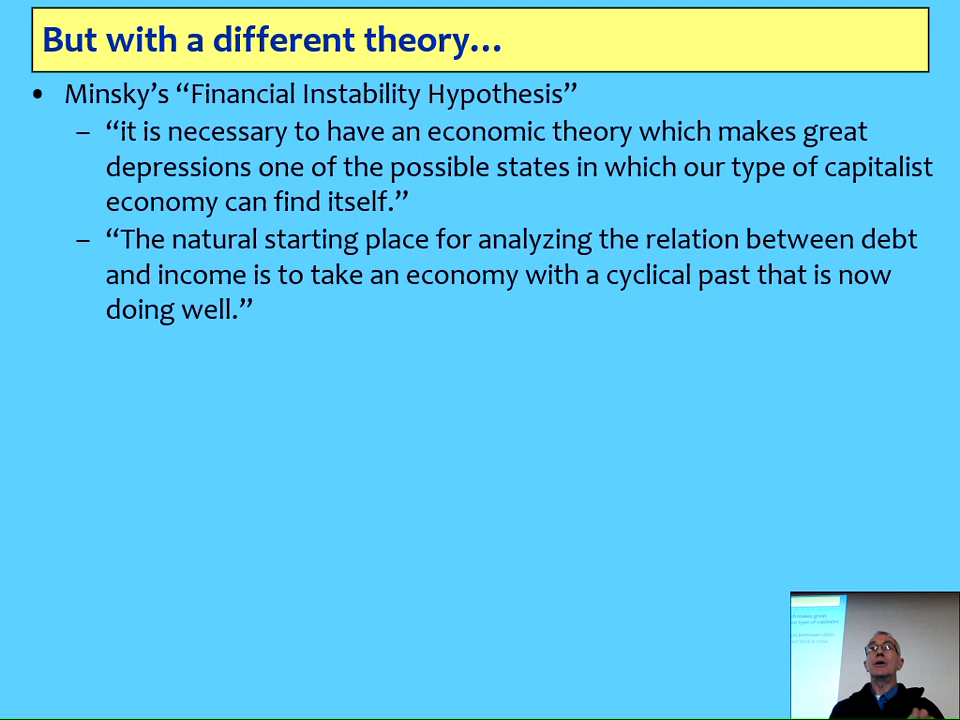 But with a different theory…
• Minsky’s “Financial Instability Hypothesis”
– “it is necessary to have an economic theory which makes great
depressions one of the possible states in which our type of capitalist
economy can find itself.”
– “The natural starting place for analyzing the relation between debt
and income is to take an economy with a cyclical past that is now
doing well.”